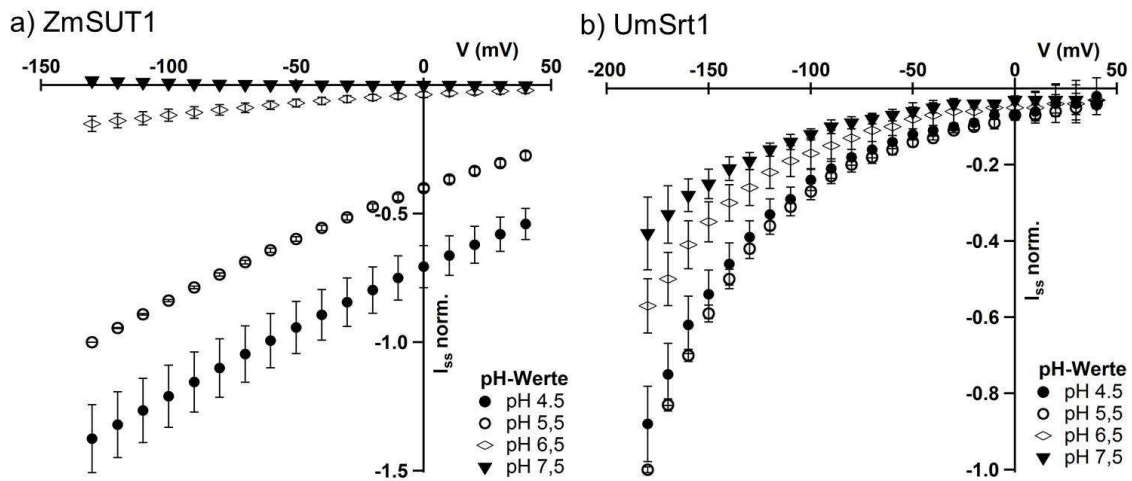 a) ZmSUT1
V (mV)
-150
-100
-50
0
50
-0.5
-1.0
-1.5
I_ss norm.
pH-Werte
pH 4.5
pH 5,5
pH 6,5
pH 7,5
b) UmSrt1
V (mV)
-200
-150
-100
-50
0
50
-0.2
-0.4
-0.6
-0.8
-1.0
I_ss norm.
pH-Werte
pH 4.5
pH 5,5
pH 6,5
pH 7,5